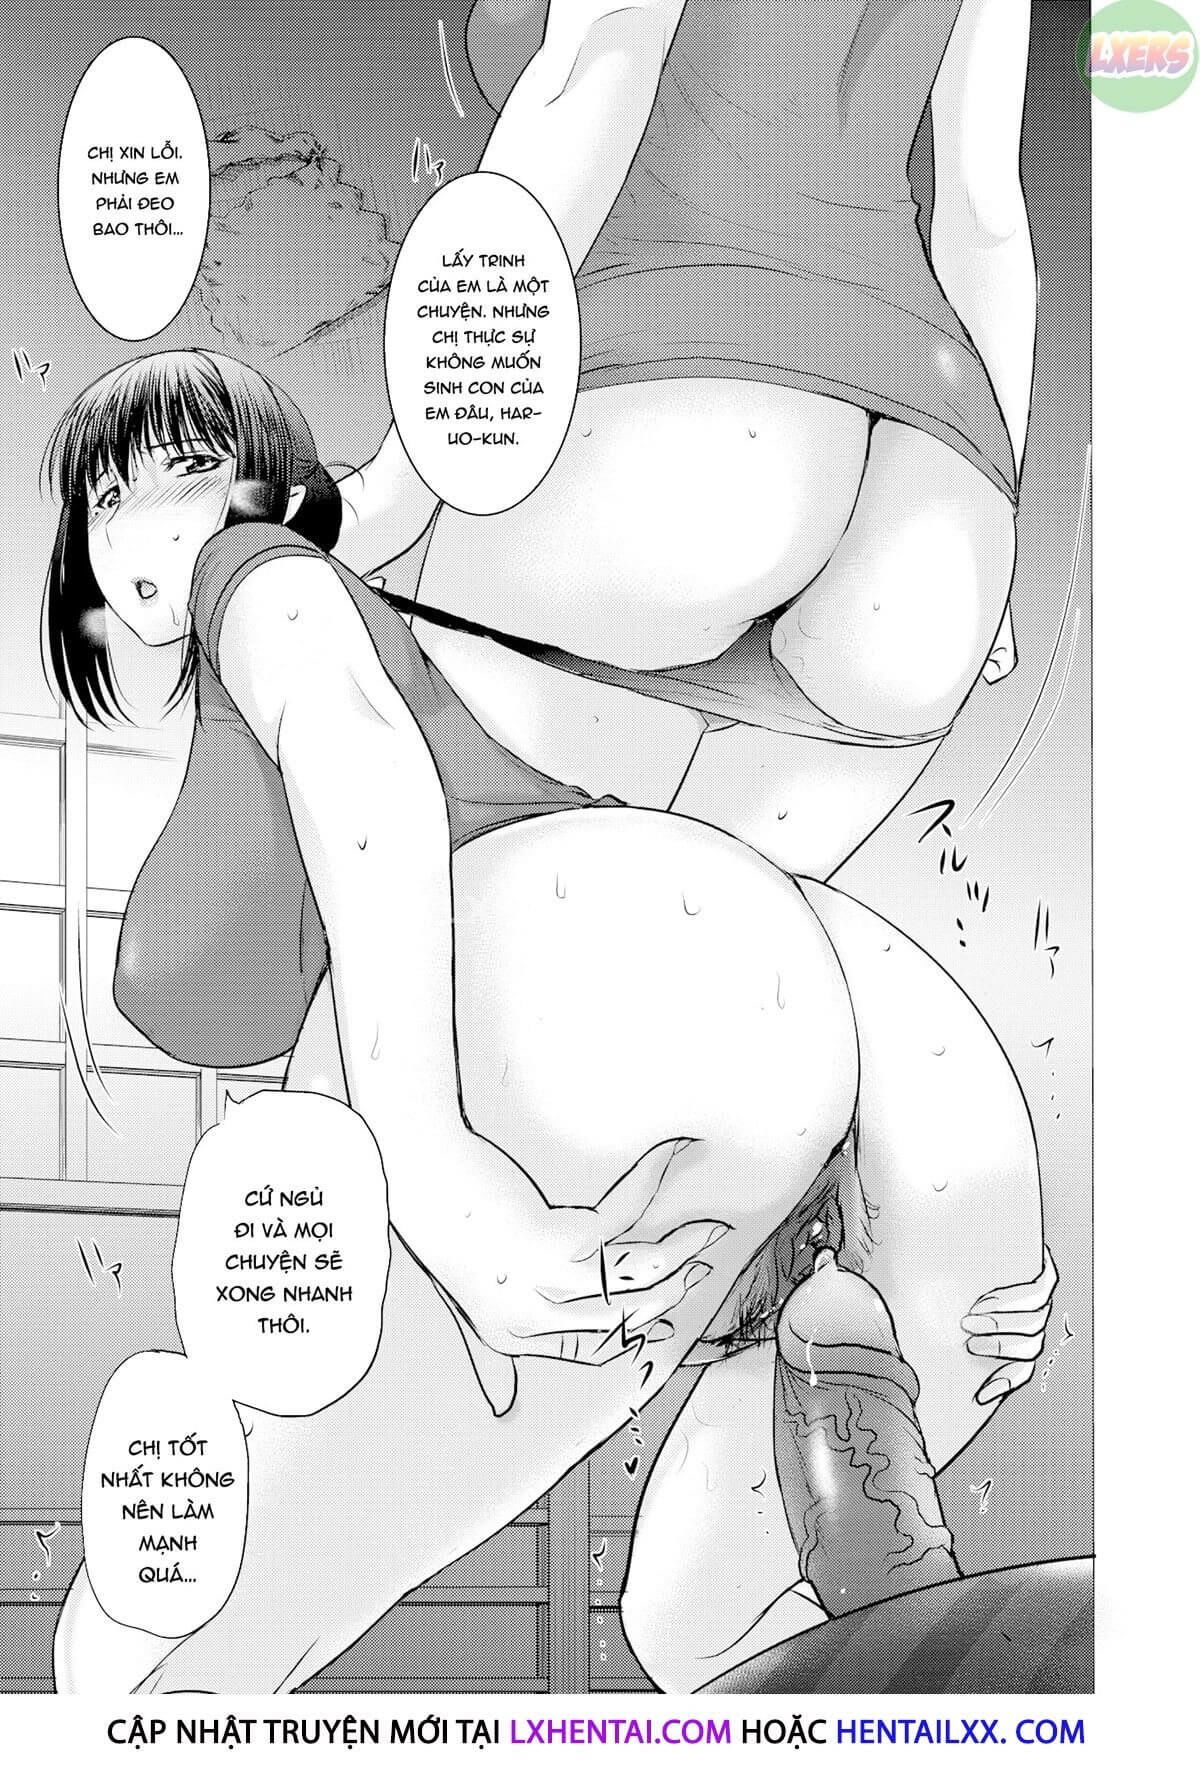 LXERS
CHỊ XIN LỖI.
NHƯNG EM
PHẢI ĐEO
BAO THÔI...
LẤY TRINH
CỦA EM LÀ MỘT
CHUYỆN. NHƯNG
CHỊ THỰC SỰ
KHÔNG MUỐN
SINH CON CỦA
EM ĐÂU, HAR-
UO-KUN.
スルッ
CỨ NGỦ
ĐI VÀ MỌI
CHUYỆN SẼ
XONG NHANH
THÔI.
CHỊ TỐT
NHẤT KHÔNG
NÊN LÀM
MẠNH
QUÁ...
CẬP NHẬT TRUYỆN MỚI TẠI LXHENTAI.COM HOẶC HENTAILXX. COM